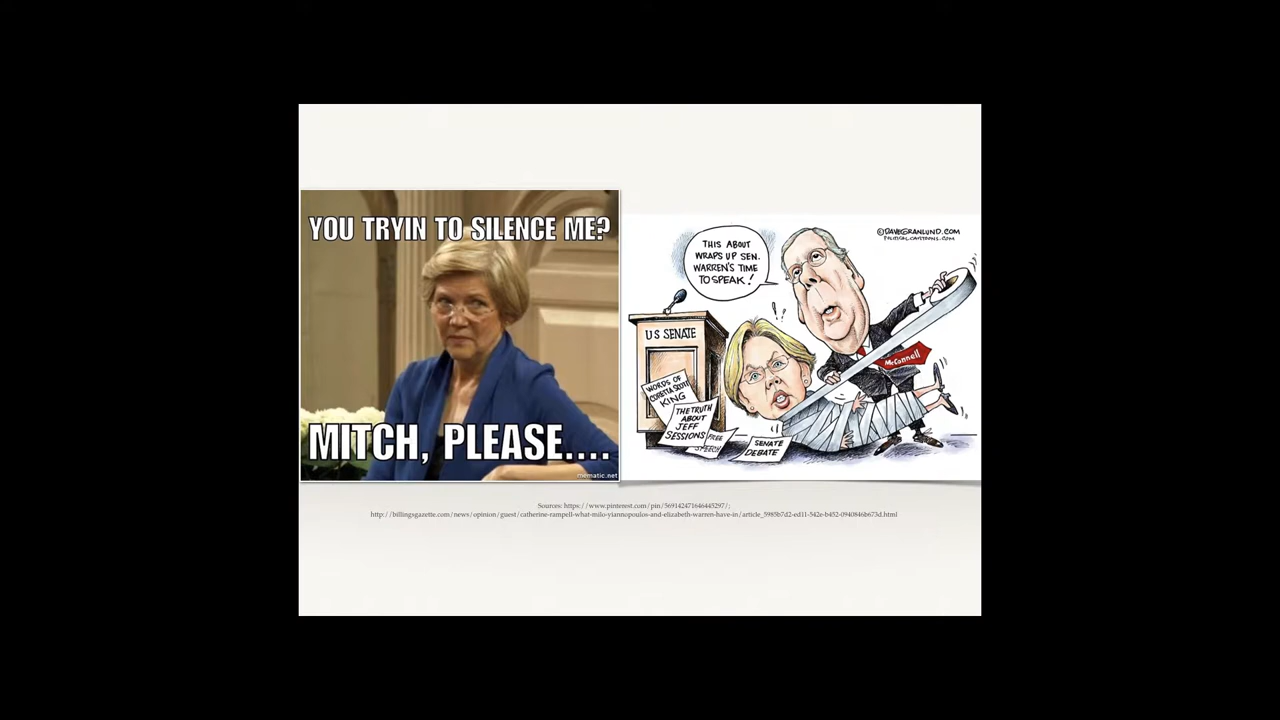 YOU TRYIN TO SILENCE ME?
MITCH, PLEASE....
mematic.net
©DAVEGRANLUND.COM
POLITICALCARTOONS.COM
THIS ABOUT
WRAPS UP SEN.
WARREN'S TIME
TO SPEAK!
US SENATE
McConnell
WORDS OF
CORETTA SCOTT
KING
THE TRUTH
ABOUT
JEFF
SESSIONS
FREE
SPEECH
SENATE
DEBATE
Sources: https://www.pinterest.com/pin/569142471646445297/;
http://billingsgazette.com/news/opinion/guest/catherine-rampell-what-milo-yiannopoulos-and-elizabeth-warren-have-in/article_5985b7d2-ed11-542e-b452-0940846b673d.html